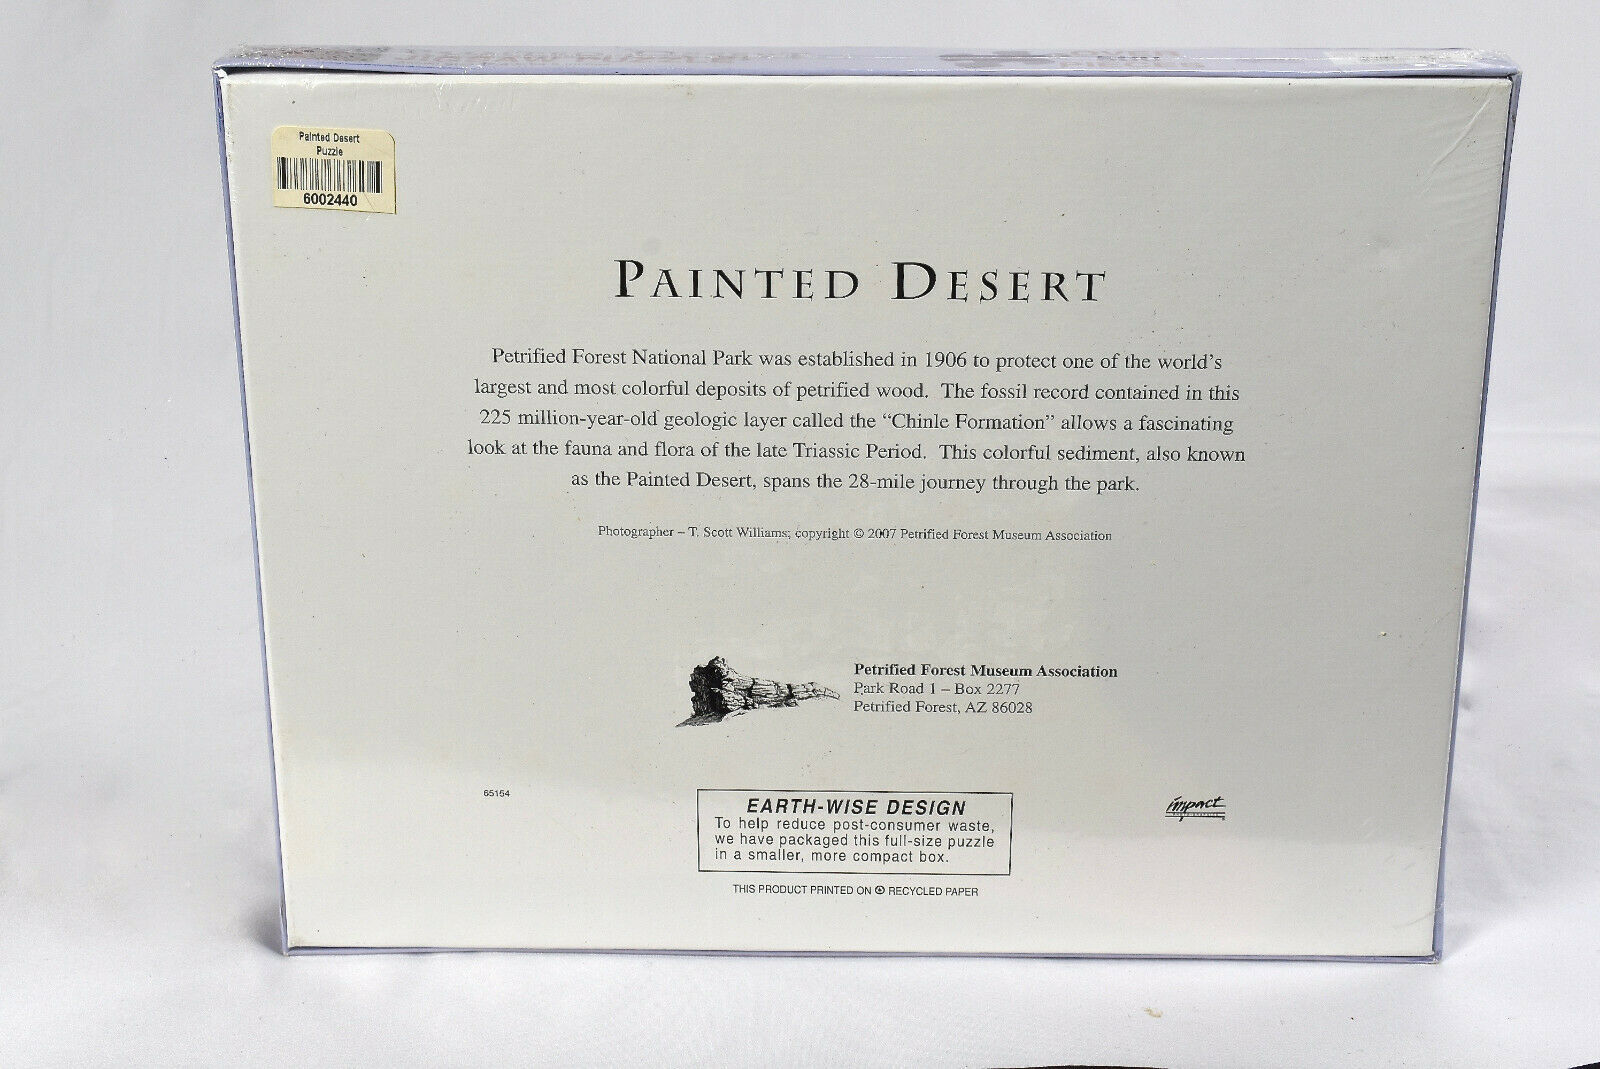 Painted Desert
Puzzle
6002440
PAINTED DESERT
Petrified Forest National Park was established in 1906 to protect one of the world's
largest and most colorful deposits of petrified wood. The fossil record contained in this
225 million-year-old geologic layer called the “Chinle Formation” allows a fascinating
look at the fauna and flora of the late Triassic Period. This colorful sediment, also known
as the Painted Desert, spans the 28-mile journey through the park.
Photographer – T. Scott Williams; copyright © 2007 Petrified Forest Museum Association
Petrified Forest Museum Association
Park Road 1 – Box 2277
Petrified Forest, AZ 86028
65154
EARTH-WISE DESIGN
To help reduce post-consumer waste,
we have packaged this full-size puzzle
in a smaller, more compact box.
impact
THIS PRODUCT PRINTED ON RECYCLED PAPER